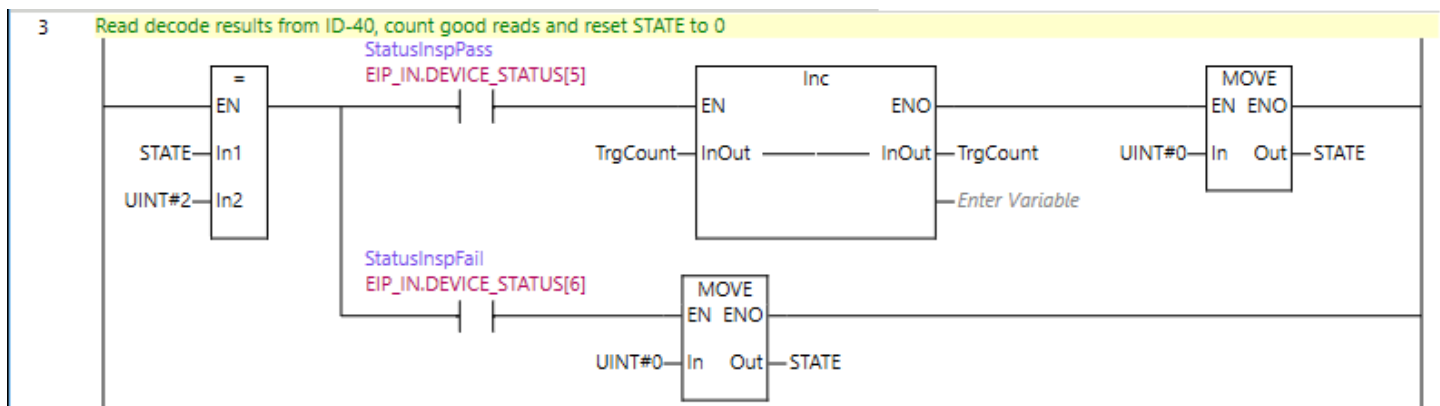 3 Read decode results from ID-40, count good reads and reset STATE to 0
StatusInspPass
EIP_IN.DEVICE_STATUS[5]
= Inc MOVE
EN EN ENO EN ENO
STATE In1 TrgCount InOut InOut TrgCount UINT#0 In Out STATE
UINT#2 In2 Enter Variable
StatusInspFail
EIP_IN.DEVICE_STATUS[6]
MOVE
EN ENO
UINT#0 In Out STATE